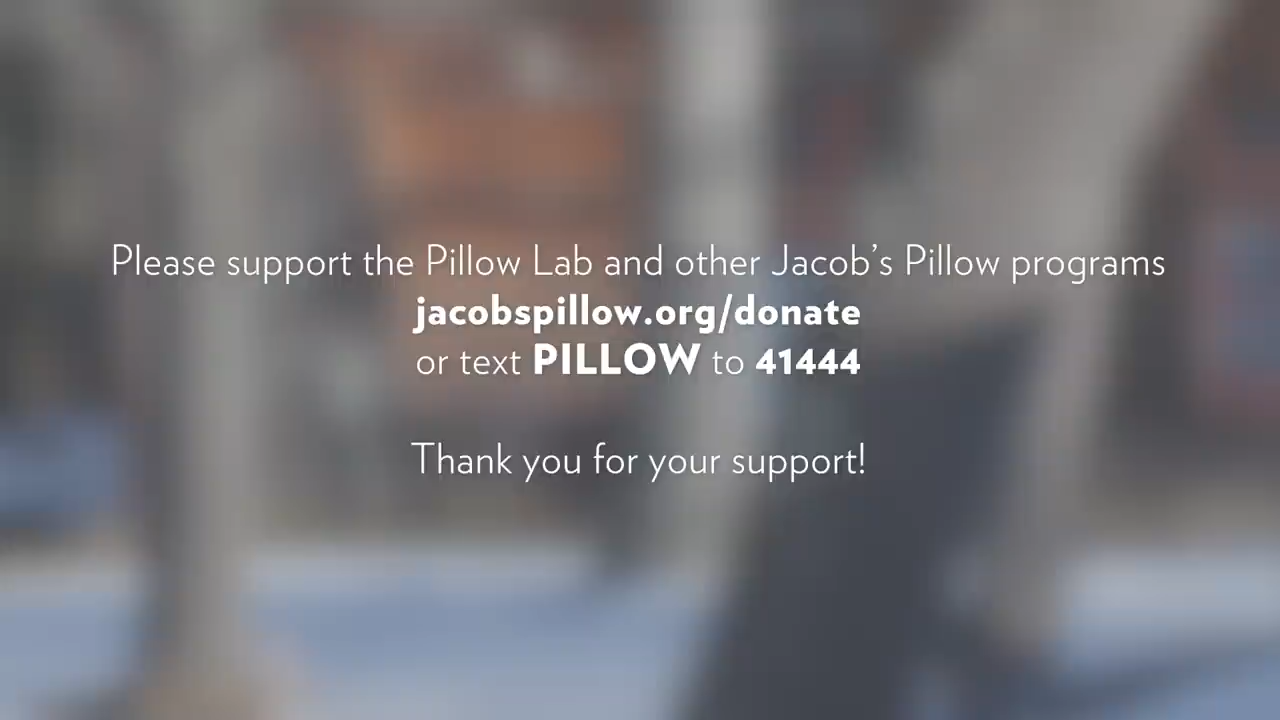 Please support the Pillow Lab and other Jacob’s Pillow programs
jacobspillow.org/donate
or text PILLOW to 41444
Thank you for your support!